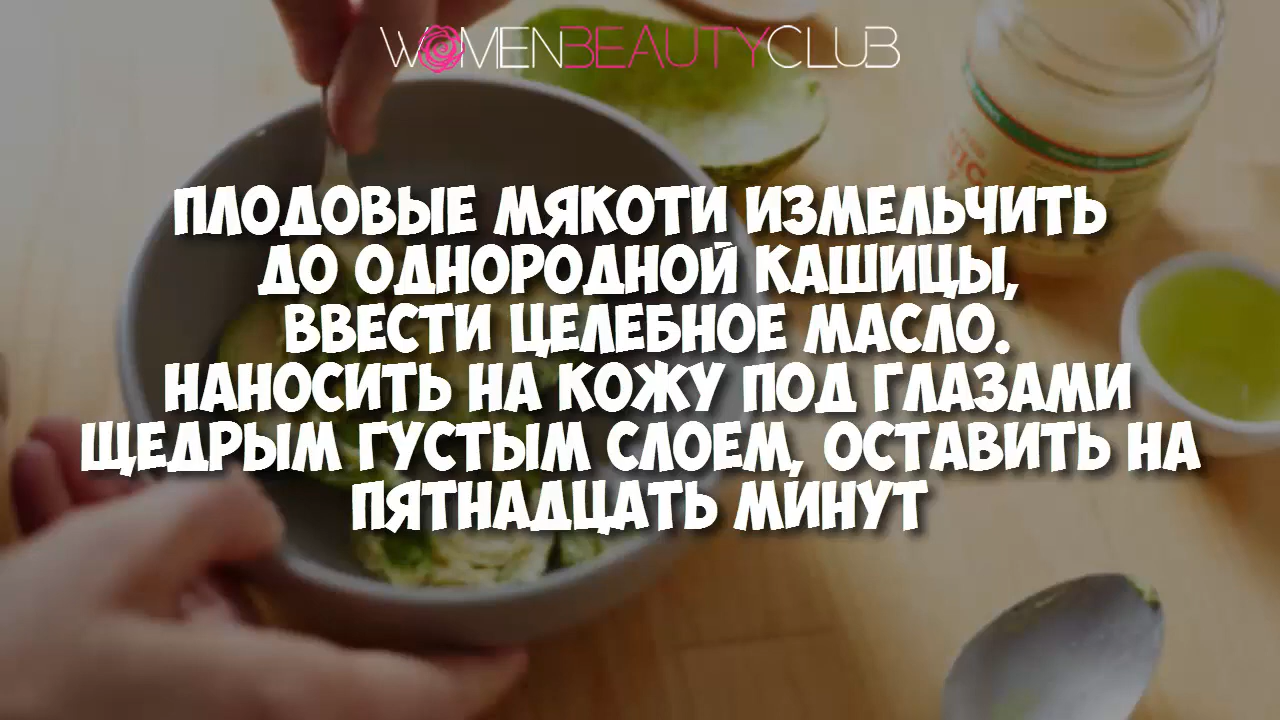 WOMENBEAUTYCLUB
ПЛОДОВЫЕ МЯКОТИ ИЗМЕЛЬЧИТЬ
ДО ОДНОРОДНОЙ КАШИЦЫ,
ВВЕСТИ ЦЕЛЕБНОЕ МАСЛО.
НАНОСИТЬ НА КОЖУ ПОД ГЛАЗАМИ
ЩЕДРЫМ ГУСТЫМ СЛОЕМ, ОСТАВИТЬ НА
ПЯТНАДЦАТЬ МИНУТ